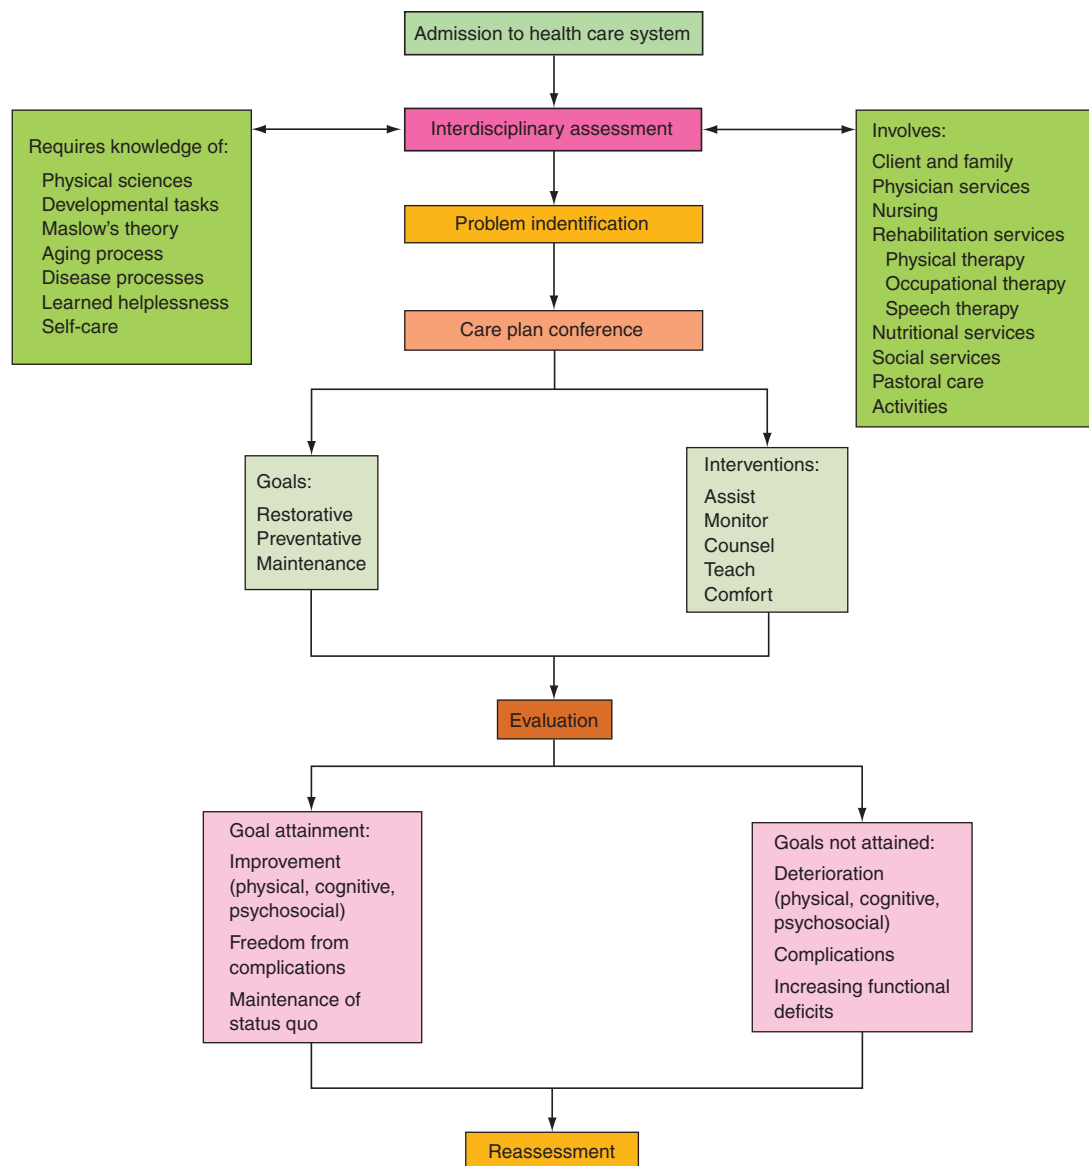 Admission to health care system
Interdisciplinary assessment
Requires knowledge of:
Physical sciences
Developmental tasks
Maslow's theory
Aging process
Disease processes
Learned helplessness
Self-care
Involves:
Client and family
Physician services
Nursing
Rehabilitation services
Physical therapy
Occupational therapy
Speech therapy
Nutritional services
Social services
Pastoral care
Activities
Problem indentification
Care plan conference
Goals:
Restorative
Preventative
Maintenance
Interventions:
Assist
Monitor
Counsel
Teach
Comfort
Evaluation
Goal attainment:
Improvement
(physical, cognitive,
psychosocial)
Freedom from
complications
Maintenance of
status quo
Goals not attained:
Deterioration
(physical, cognitive,
psychosocial)
Complications
Increasing functional
deficits
Reassessment